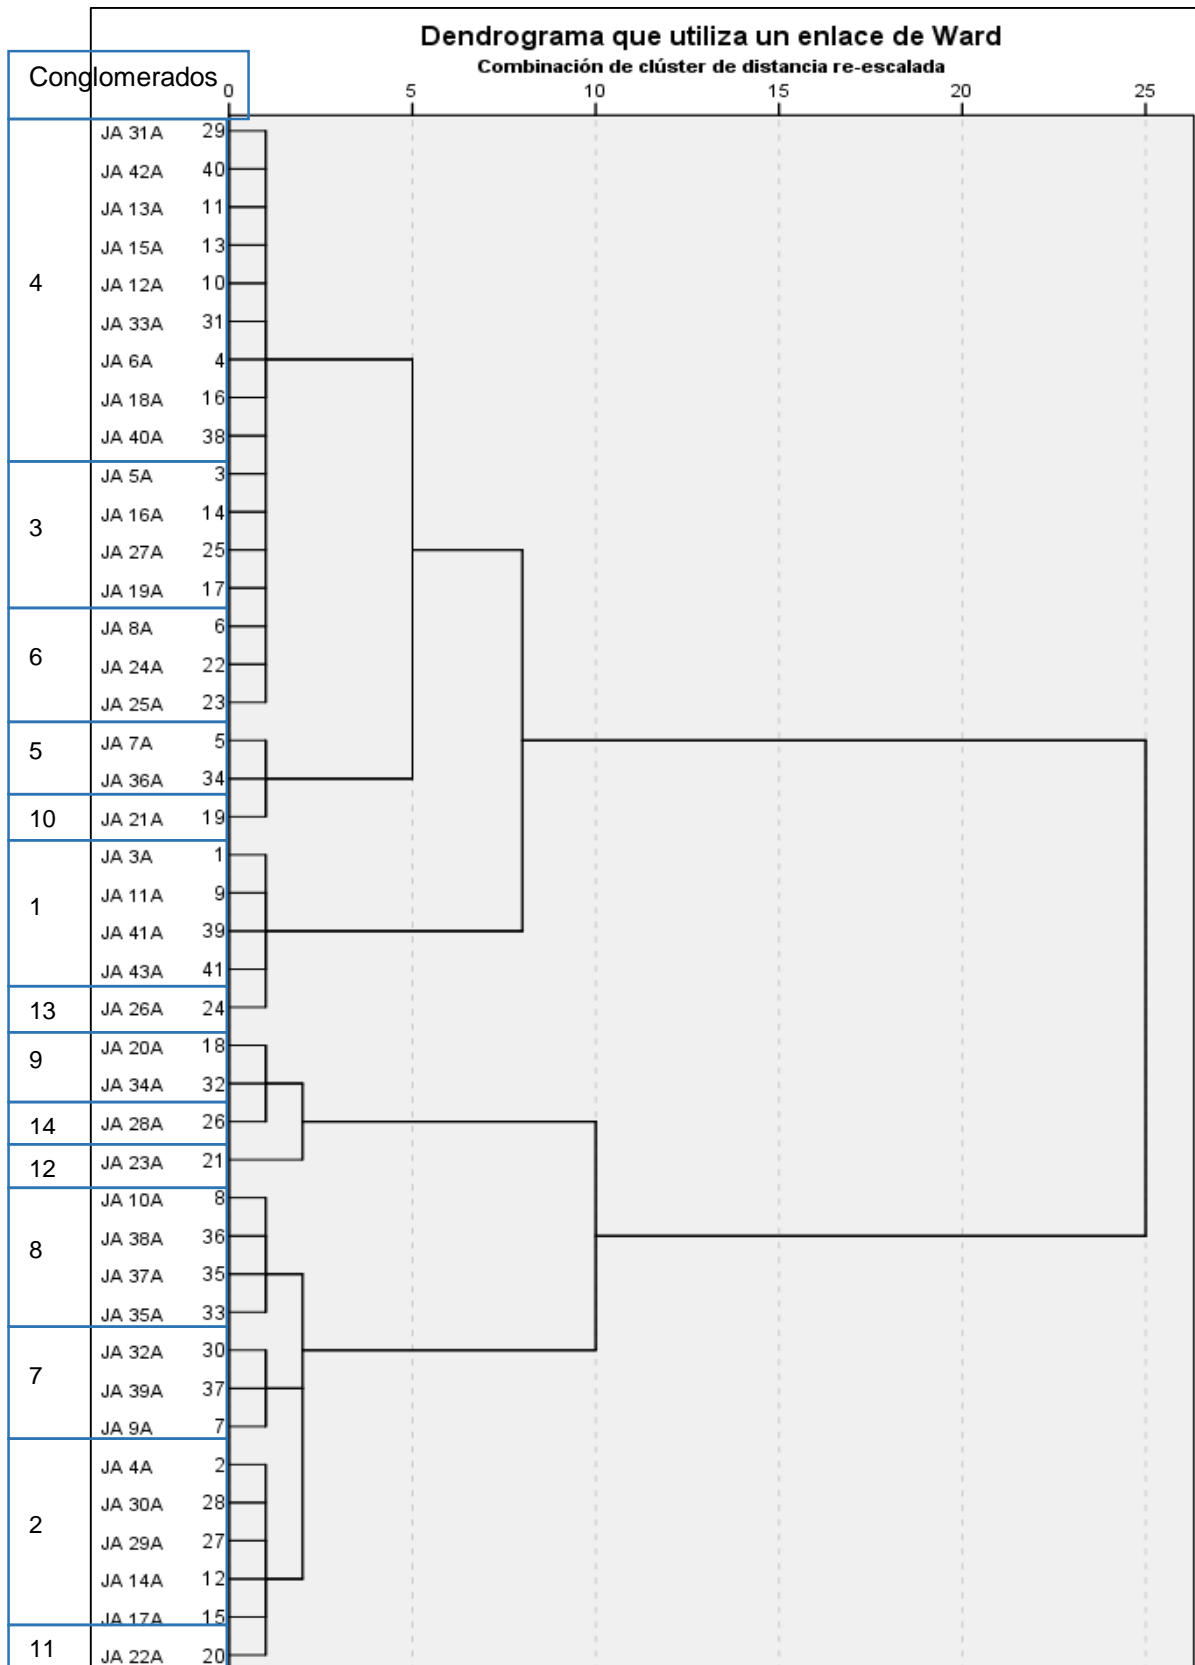 Dendrograma que utiliza un enlace de Ward
Combinación de clúster de distancia re-escalada
Conglomerados
0 5 10 15 20 25
JA 31A 29
JA 42A 40
JA 13A 11
JA 15A 13
4 JA 12A 10
JA 33A 31
JA 6A 4
JA 18A 16
JA 40A 38
JA 5A 3
3 JA 16A 14
JA 27A 25
JA 19A 17
JA 8A 6
6 JA 24A 22
JA 25A 23
5 JA 7A 5
JA 36A 34
10 JA 21A 19
JA 3A 1
1 JA 11A 9
JA 41A 39
JA 43A 41
13 JA 26A 24
9 JA 20A 18
JA 34A 32
14 JA 28A 26
12 JA 23A 21
JA 10A 8
8 JA 38A 36
JA 37A 35
JA 35A 33
JA 32A 30
7 JA 39A 37
JA 9A 7
JA 4A 2
JA 30A 28
2 JA 29A 27
JA 14A 12
JA 17A 15
11 JA 22A 20